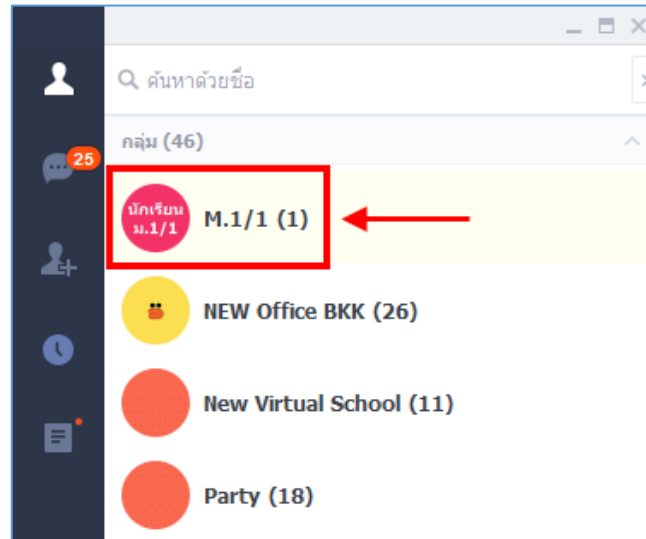 ค้นหาด้วยชื่อ
กลุ่ม (46)
25
นักเรียน
ม.1/1
M.1/1 (1)
NEW Office BKK (26)
New Virtual School (11)
Party (18)